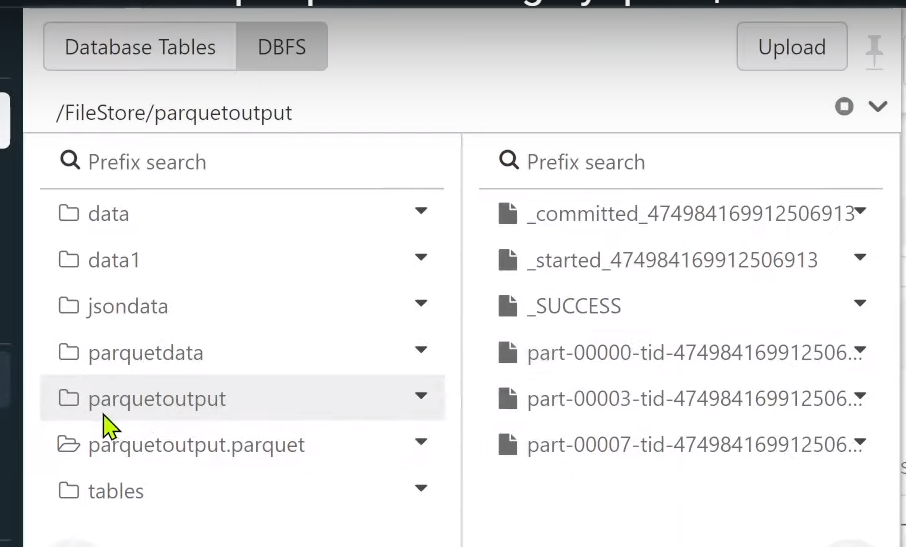 Database Tables
DBFS
Upload
/FileStore/parquetoutput
Prefix search
data
data1
jsondata
parquetdata
parquetoutput
parquetoutput.parquet
tables
Prefix search
_committed_474984169912506913
_started_474984169912506913
_SUCCESS
part-00000-tid-474984169912506...
part-00003-tid-474984169912506...
part-00007-tid-474984169912506...